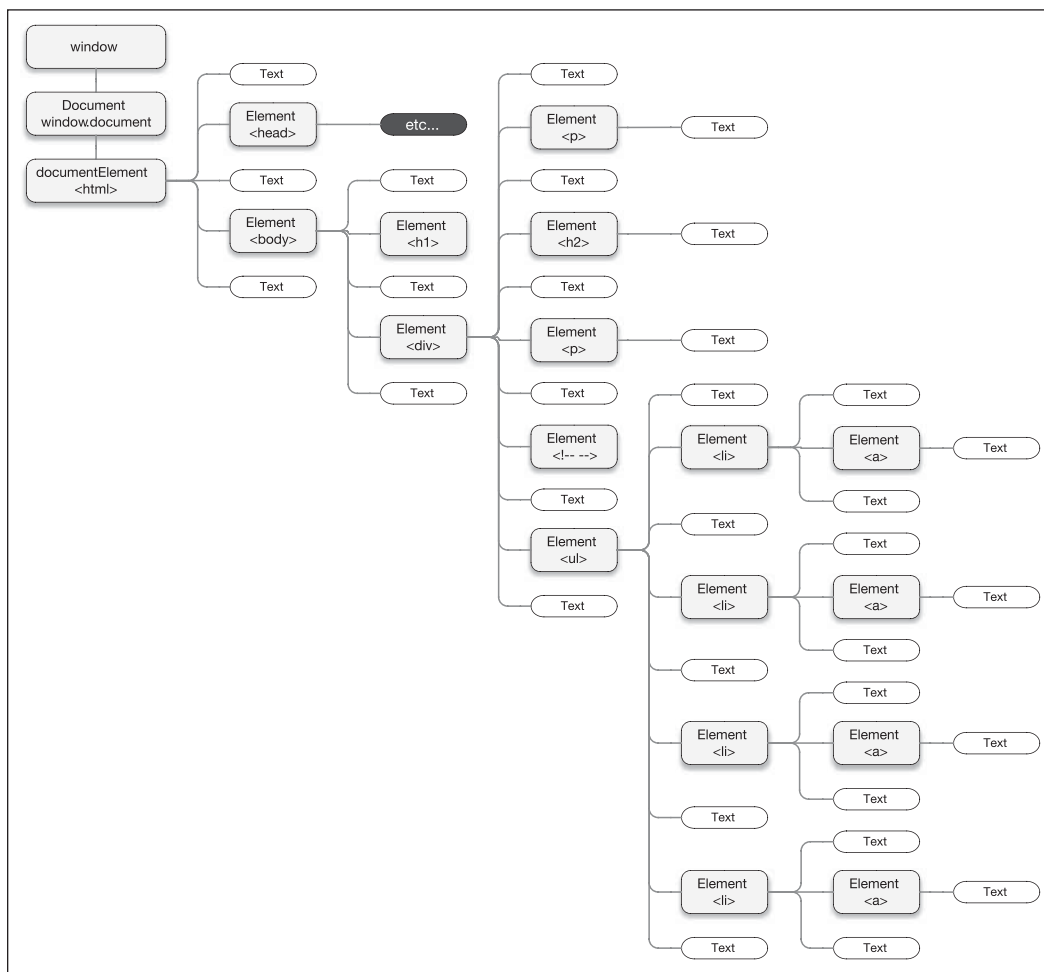 window
Text
Text
Document
window.document
Element
<head>
etc...
Element
<p>
Text
documentElement
<html>
Text
Text
Text
Element
<body>
Element
<h1>
Element
<h2>
Text
Text
Text
Text
Element
<div>
Element
<p>
Text
Text
Text
Text
Text
Element
<!-- -->
Element
<li>
Element
<a>
Text
Text
Text
Text
Text
Element
<ul>
Element
<li>
Element
<a>
Text
Text
Text
Text
Text
Element
<li>
Element
<a>
Text
Text
Text
Text
Element
<li>
Element
<a>
Text
Text
Text